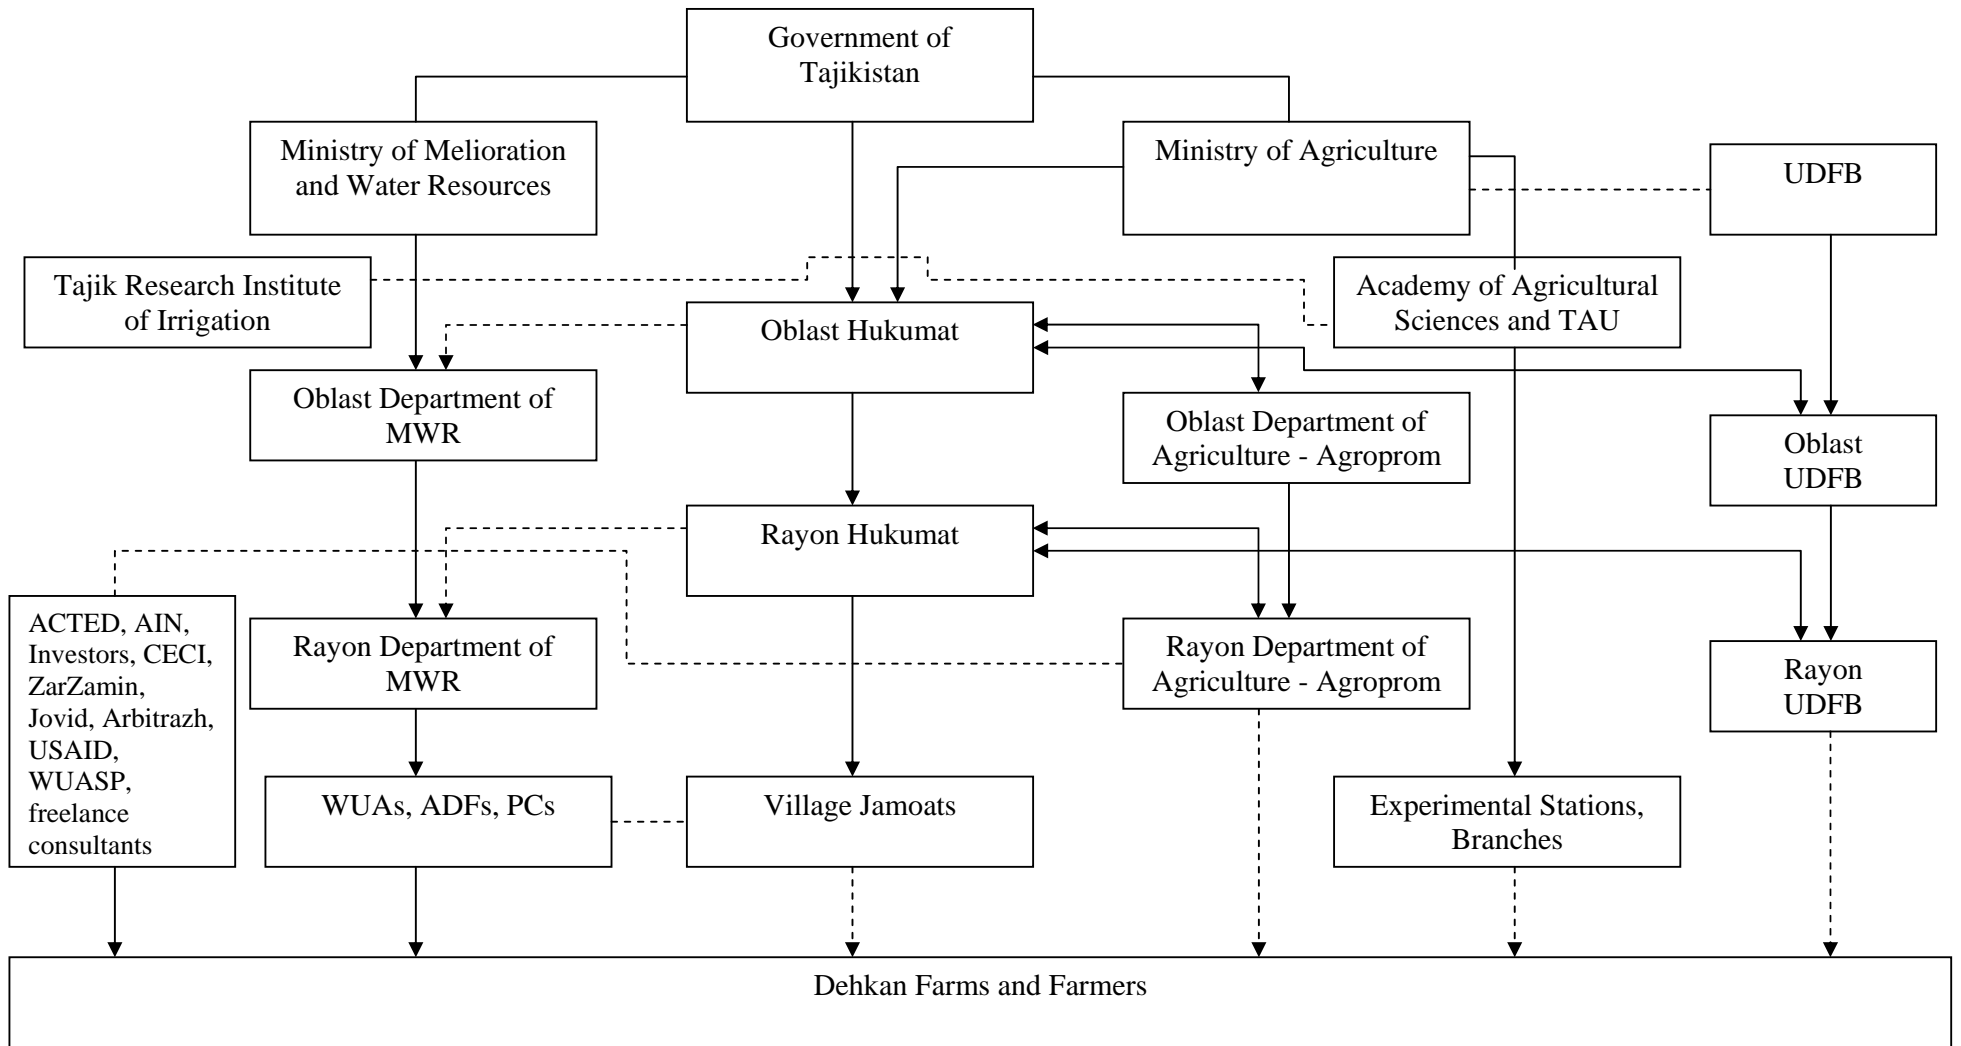 Government of
Tajikistan
Ministry of Melioration
and Water Resources
Ministry of Agriculture
UDFB
Tajik Research Institute
of Irrigation
Academy of Agricultural
Sciences and TAU
Oblast Hukumat
Oblast Department of
MWR
Oblast Department of
Agriculture - Agroprom
Oblast
UDFB
Rayon Hukumat
ACTED, AIN,
Investors, CECI,
ZarZamin,
Jovid, Arbitrazh,
USAID,
WUASP,
freelance
consultants
Rayon Department of
MWR
Rayon Department of
Agriculture - Agroprom
Rayon
UDFB
WUAs, ADFs, PCs
Village Jamoats
Experimental Stations,
Branches
Dehkan Farms and Farmers